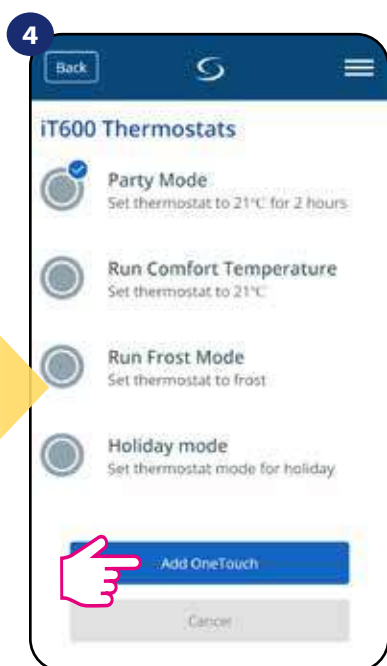 4
Back
iT600 Thermostats
Party Mode
Set thermostat to 21°C for 2 hours
Run Comfort Temperature
Set thermostat to 21°C
Run Frost Mode
Set thermostat to frost
Holiday mode
Set thermostat mode for holiday
Add OneTouch
Cancel